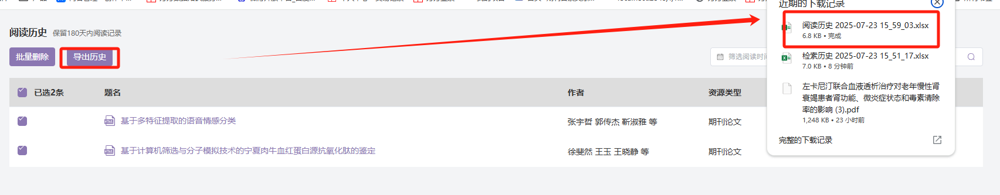 近期的下载记录
阅读历史 保留180天内阅读记录
阅读历史 2025-07-23 15_59_03.xlsx
6.8 KB • 完成
批量删除 导出历史
筛选阅读时间
检索历史 2025-07-23 15_51_17.xlsx
7.0 KB • 8 分钟前
左卡尼汀联合血液透析治疗对老年慢性肾
衰竭患者肾功能、微炎症状态和毒素清除
率的影响 (3).pdf
1,248 KB • 23 小时前
完整的下载记录
已选2条 题名 作者 资源类型
基于多特征提取的语音情感分类 张宇哲 郭传杰 靳淑雅 等 期刊论文
基于计算机筛选与分子模拟技术的宁夏肉牛血红蛋白源抗氧化肽的鉴定 徐斐然 王玉 王晓静 等 期刊论文